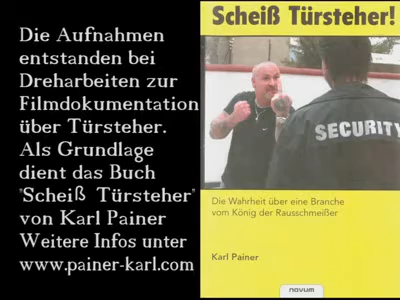 Die Aufnahmen
entstanden bei
Dreharbeiten zur
Filmdokumentation
über Türsteher.
Als Grundlage
dient das Buch
"Scheiß Türsteher"
von Karl Painer
Weitere Infos unter
www.painer-karl.com
Scheiß Türsteher!
SECURITY
Die Wahrheit über eine Branche
vom König der Rausschmeißer
Karl Painer
novum